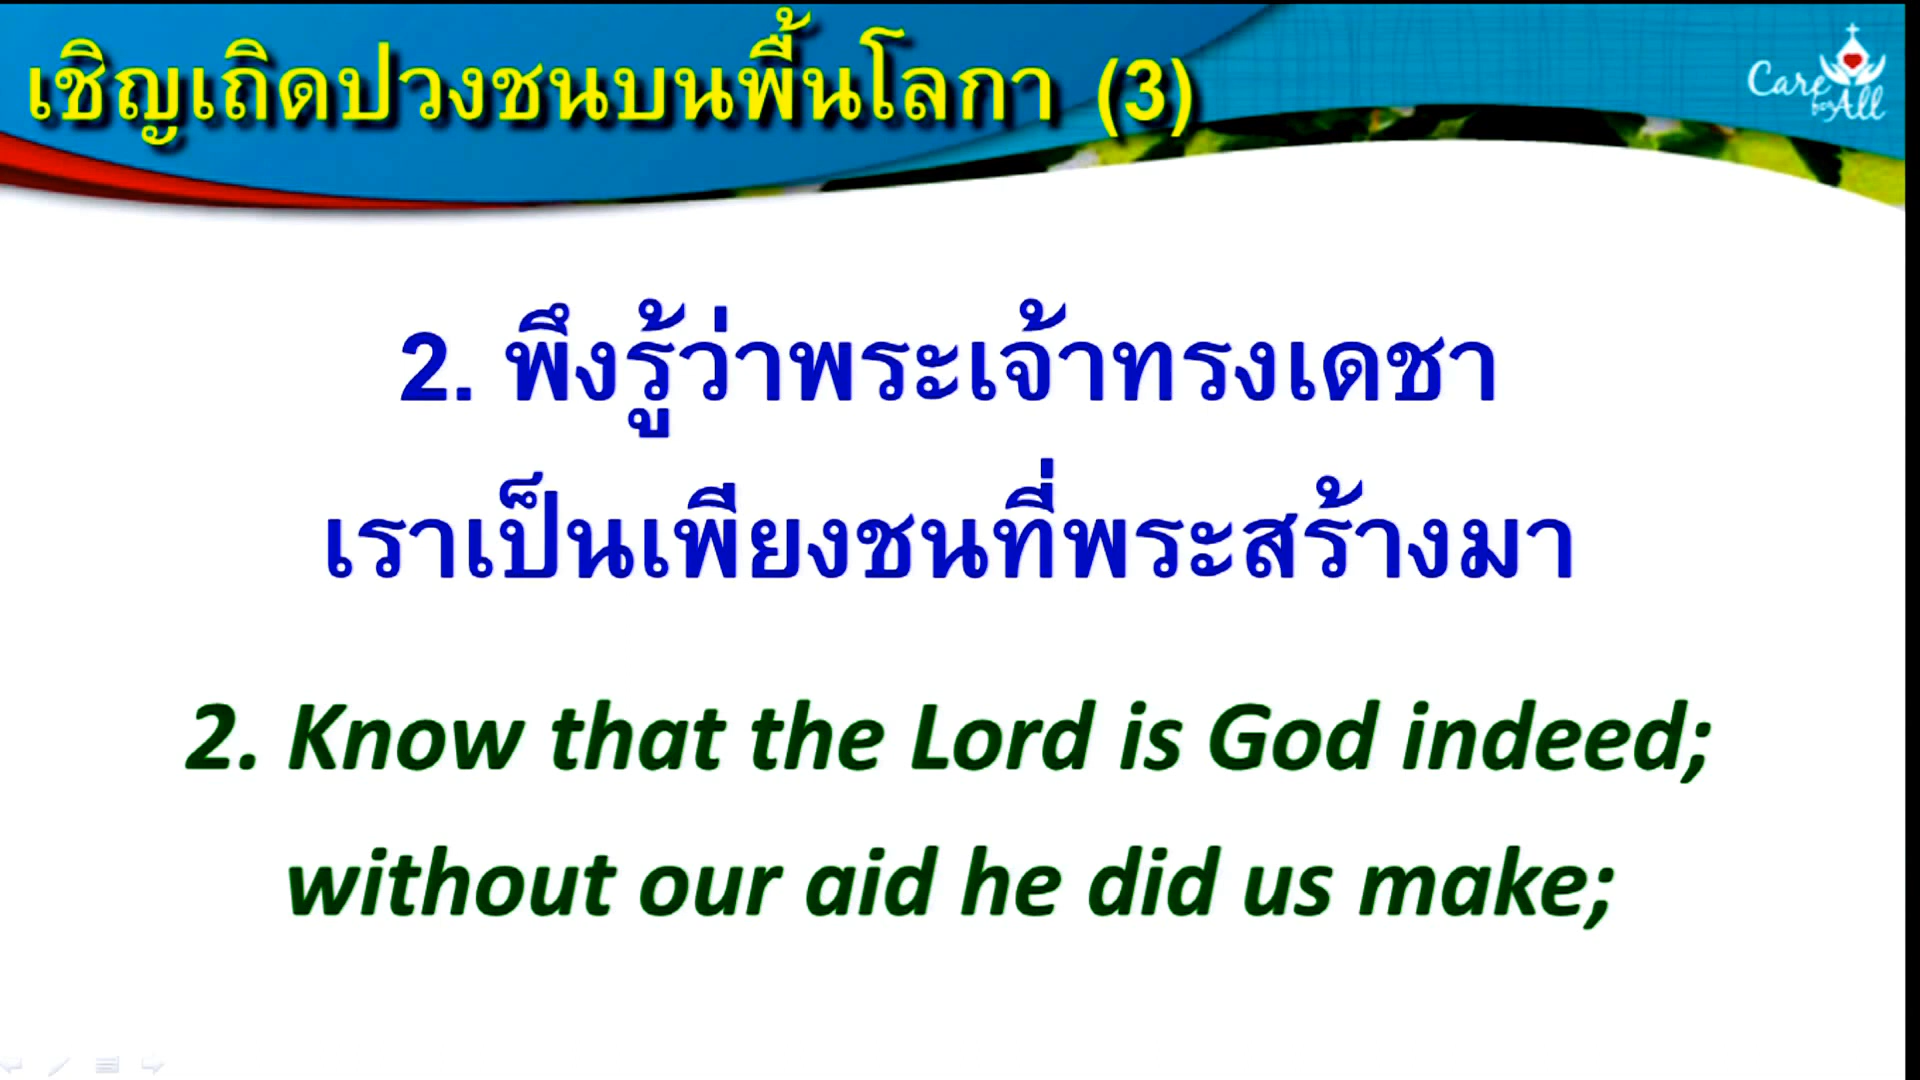 เชิญเถิดปวงชนบนพื้นโลกา (3)
Care
for All
2. พึงรู้ว่าพระเจ้าทรงเดชา
เราเป็นเพียงชนที่พระสร้างมา
2. Know that the Lord is God indeed;
without our aid he did us make;